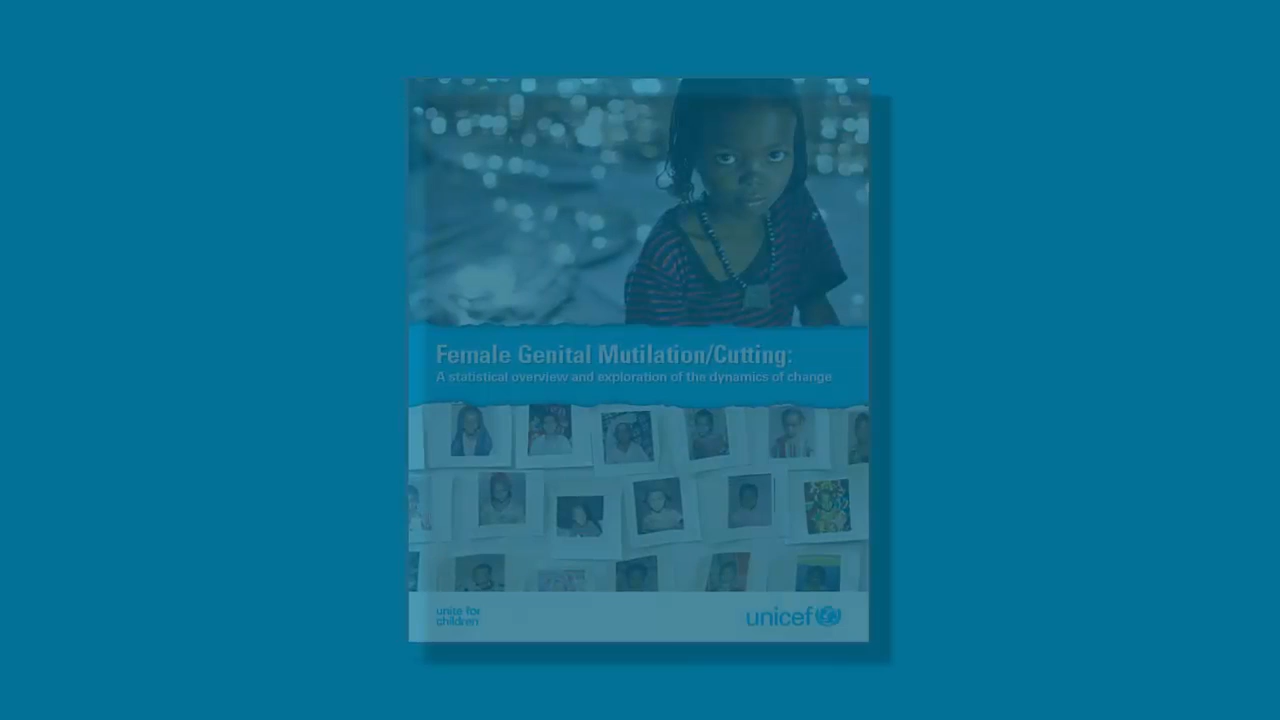 Female Genital Mutilation/Cutting:
A statistical overview and exploration of the dynamics of change
unite for
children
unicef